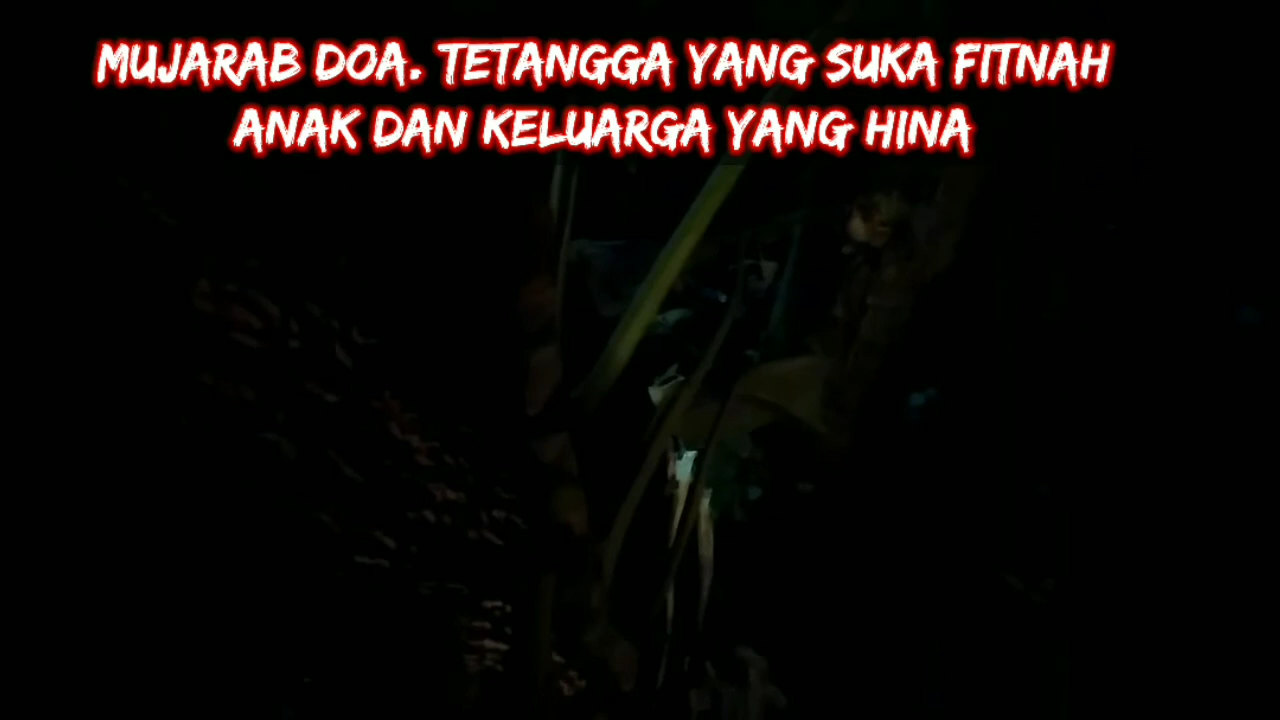 MUJARAB DOA. TETANGGA YANG SUKA FITNAH
ANAK DAN KELUARGA YANG HINA